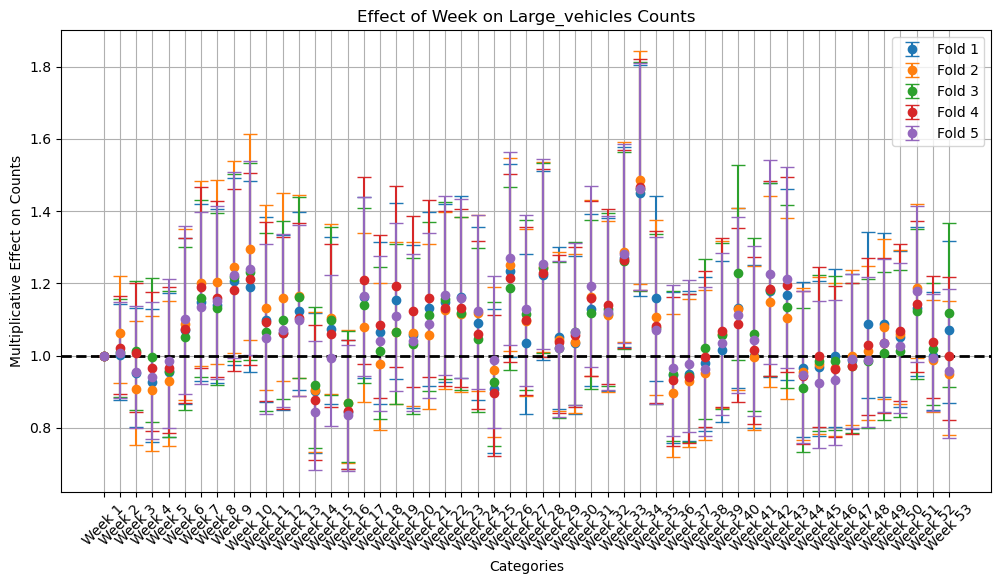 Effect of Week on Large_vehicles Counts
Multiplicative Effect on Counts
1.8
1.6
1.4
1.2
1.0
0.8
Fold 1
Fold 2
Fold 3
Fold 4
Fold 5
Week 1
Week 2
Week 3
Week 4
Week 5
Week 6
Week 7
Week 8
Week 9
Week 10
Week 11
Week 12
Week 13
Week 14
Week 15
Week 16
Week 17
Week 18
Week 19
Week 20
Week 21
Week 22
Week 23
Week 24
Week 25
Week 26
Week 27
Week 28
Week 29
Week 30
Week 31
Week 32
Week 33
Week 34
Week 35
Week 36
Week 37
Week 38
Week 39
Week 40
Week 41
Week 42
Week 43
Week 44
Week 45
Week 46
Week 47
Week 48
Week 49
Week 50
Week 51
Week 52
Week 53
Categories